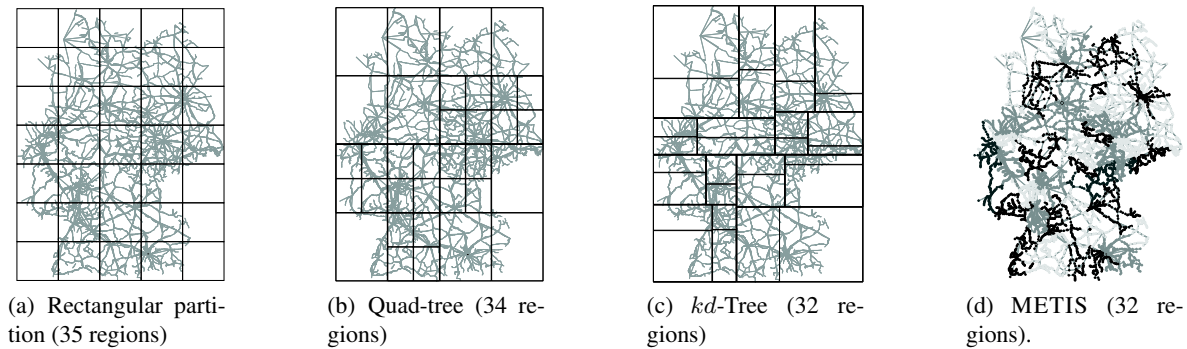 (a) Rectangular parti-
tion (35 regions)
(b) Quad-tree (34 re-
gions)
(c) kd-Tree (32 re-
gions)
(d) METIS (32 re-
gions).